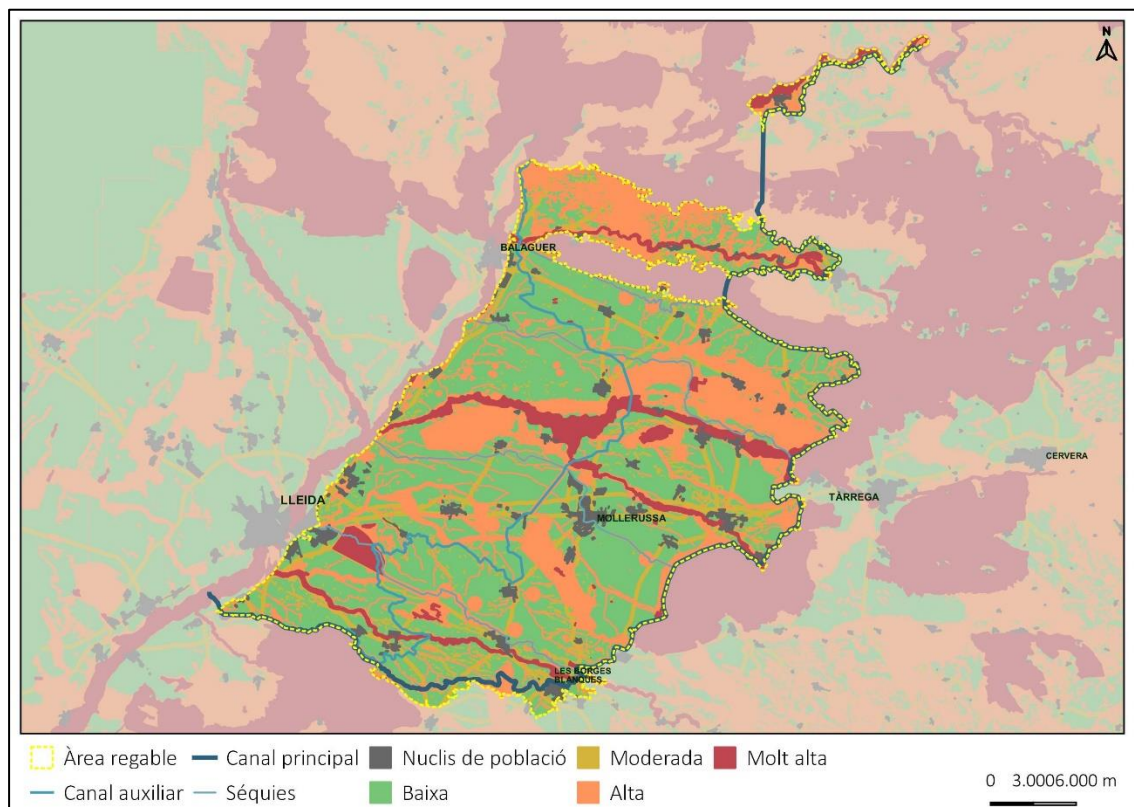 N
BALAGUER
CERVERA
LLEIDA
TÀRREGA
MOLLERUSSA
LES BORGES
BLANQUES
Àrea regable
Canal principal
Nuclis de població
Moderada
Molt alta
Canal auxiliar
Séquies
Baixa
Alta
0 3.0006.000 m